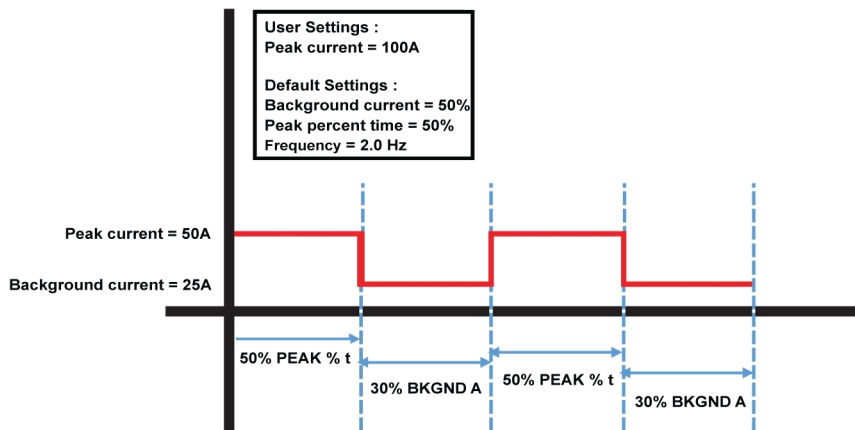 User Settings :
Peak current = 100A
Default Settings :
Background current = 50%
Peak percent time = 50%
Frequency = 2.0 Hz
Peak current = 50A
Background current = 25A
50% PEAK % t
30% BKGND A
50% PEAK % t
30% BKGND A